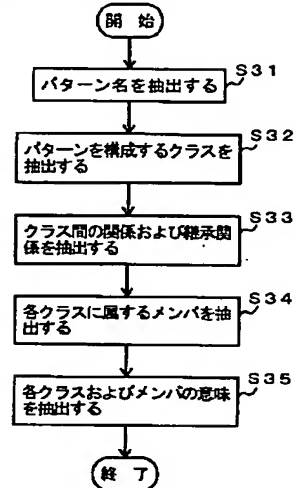 開 始
パターン名を抽出する
S31
パターンを構成するクラスを
抽出する
S32
クラス間の関係および継承関
係を抽出する
S33
各クラスに属するメンバを抽
出する
S34
各クラスおよびメンバの意味
を抽出する
S35
終 了